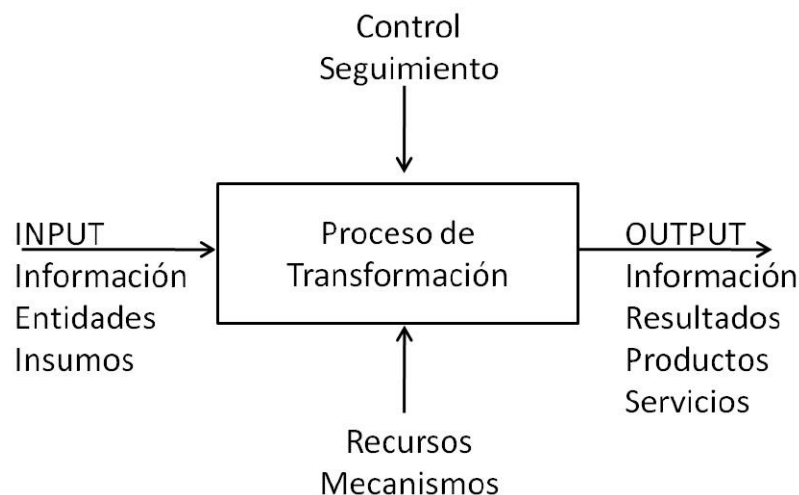 Control
Seguimiento
INPUT
Información
Entidades
Insumos
Proceso de
Transformación
OUTPUT
Información
Resultados
Productos
Servicios
Recursos
Mecanismos